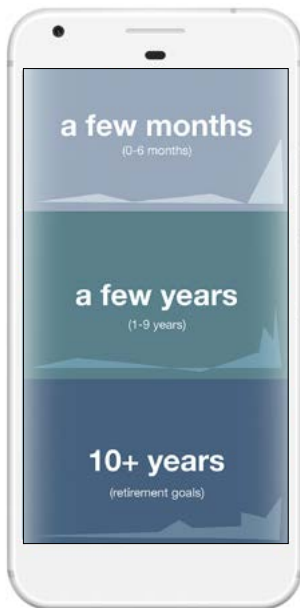 a few months
(0-6 months)
a few years
(1-9 years)
10+ years
(retirement goals)